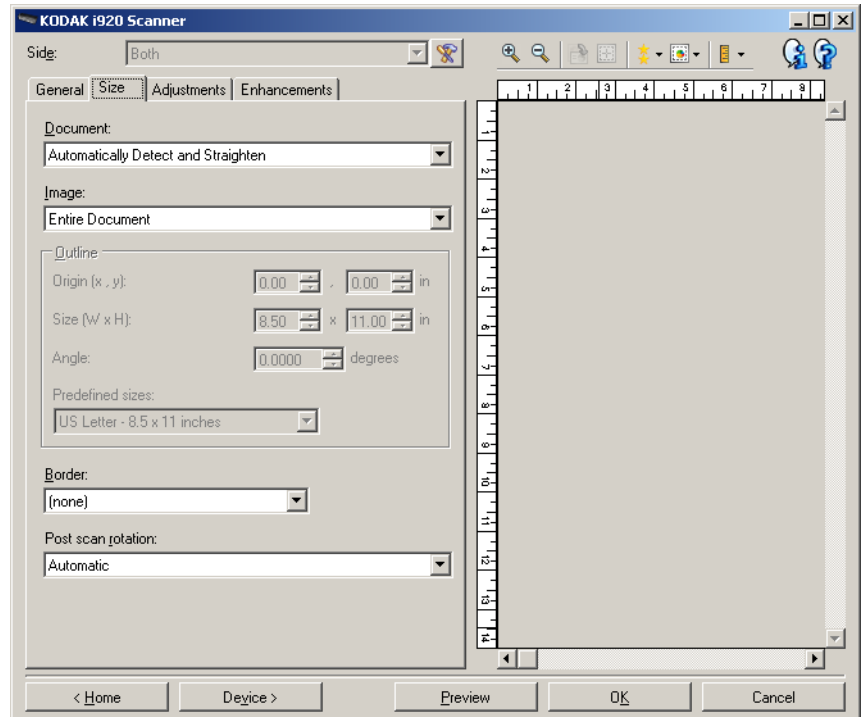 KODAK i920 Scanner
Side: Both
General Size Adjustments Enhancements
Document:
Automatically Detect and Straighten
Image:
Entire Document
Outline
Origin (x , y): 0.00 , 0.00 in
Size (W x H): 8.50 x 11.00 in
Angle: 0.0000 degrees
Predefined sizes:
US Letter - 8.5 x 11 inches
Border:
(none)
Post scan rotation:
Automatic
1 2 3 4 5 6 7 8
1
2
3
4
5
6
7
8
9
10
11
12
13
14
< Home Device > Preview OK Cancel